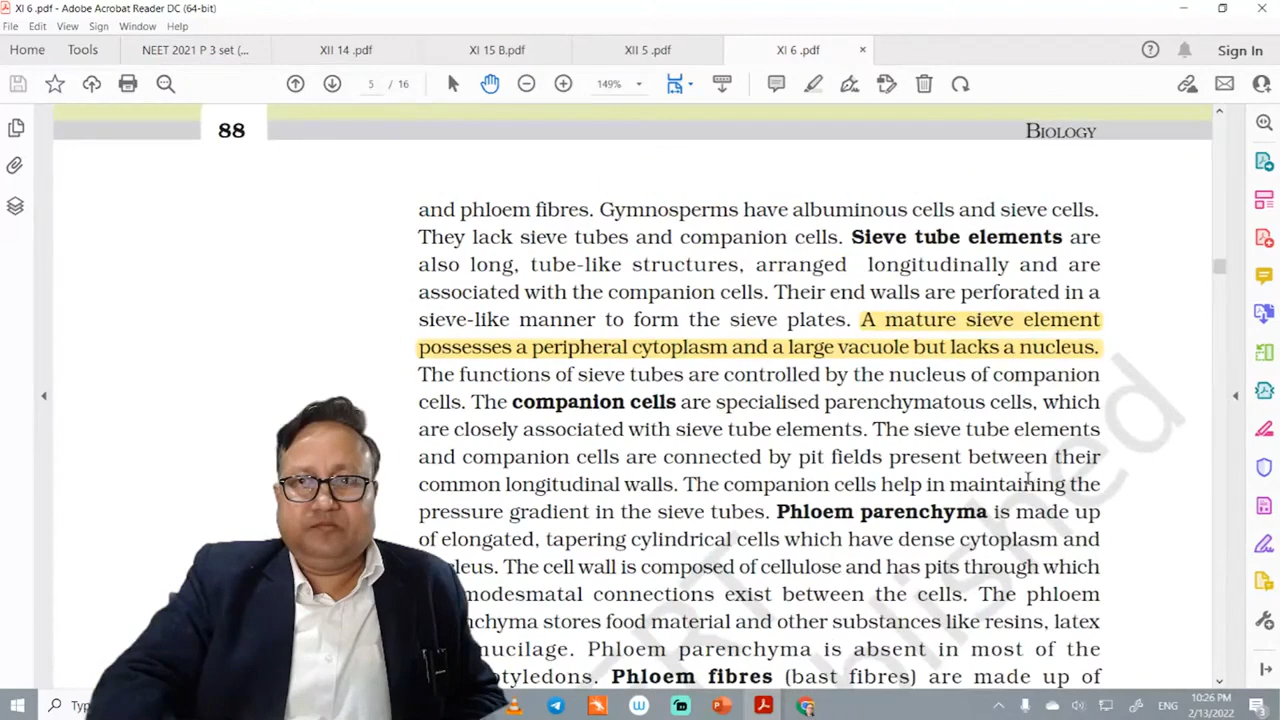 XI 6 .pdf - Adobe Acrobat Reader DC (64-bit)
File Edit View Sign Window Help
Home Tools NEET 2021 P 3 set (... XII 14 .pdf XI 15 B.pdf XII 5 .pdf XI 6 .pdf × Sign In
5 / 16 149%
88 BIOLOGY
and phloem fibres. Gymnosperms have albuminous cells and sieve cells.
They lack sieve tubes and companion cells. Sieve tube elements are
also long, tube-like structures, arranged longitudinally and are
associated with the companion cells. Their end walls are perforated in a
sieve-like manner to form the sieve plates. A mature sieve element
possesses a peripheral cytoplasm and a large vacuole but lacks a nucleus.
The functions of sieve tubes are controlled by the nucleus of companion
cells. The companion cells are specialised parenchymatous cells, which
are closely associated with sieve tube elements. The sieve tube elements
and companion cells are connected by pit fields present between their
common longitudinal walls. The companion cells help in maintaining the
pressure gradient in the sieve tubes. Phloem parenchyma is made up
of elongated, tapering cylindrical cells which have dense cytoplasm and
leus. The cell wall is composed of cellulose and has pits through which
modesmatal connections exist between the cells. The phloem
nchyma stores food material and other substances like resins, latex
mucilage. Phloem parenchyma is absent in most of the
otyledons. Phloem fibres (bast fibres) are made up of
Typ
ENG
10:26 PM
2/13/2022
3